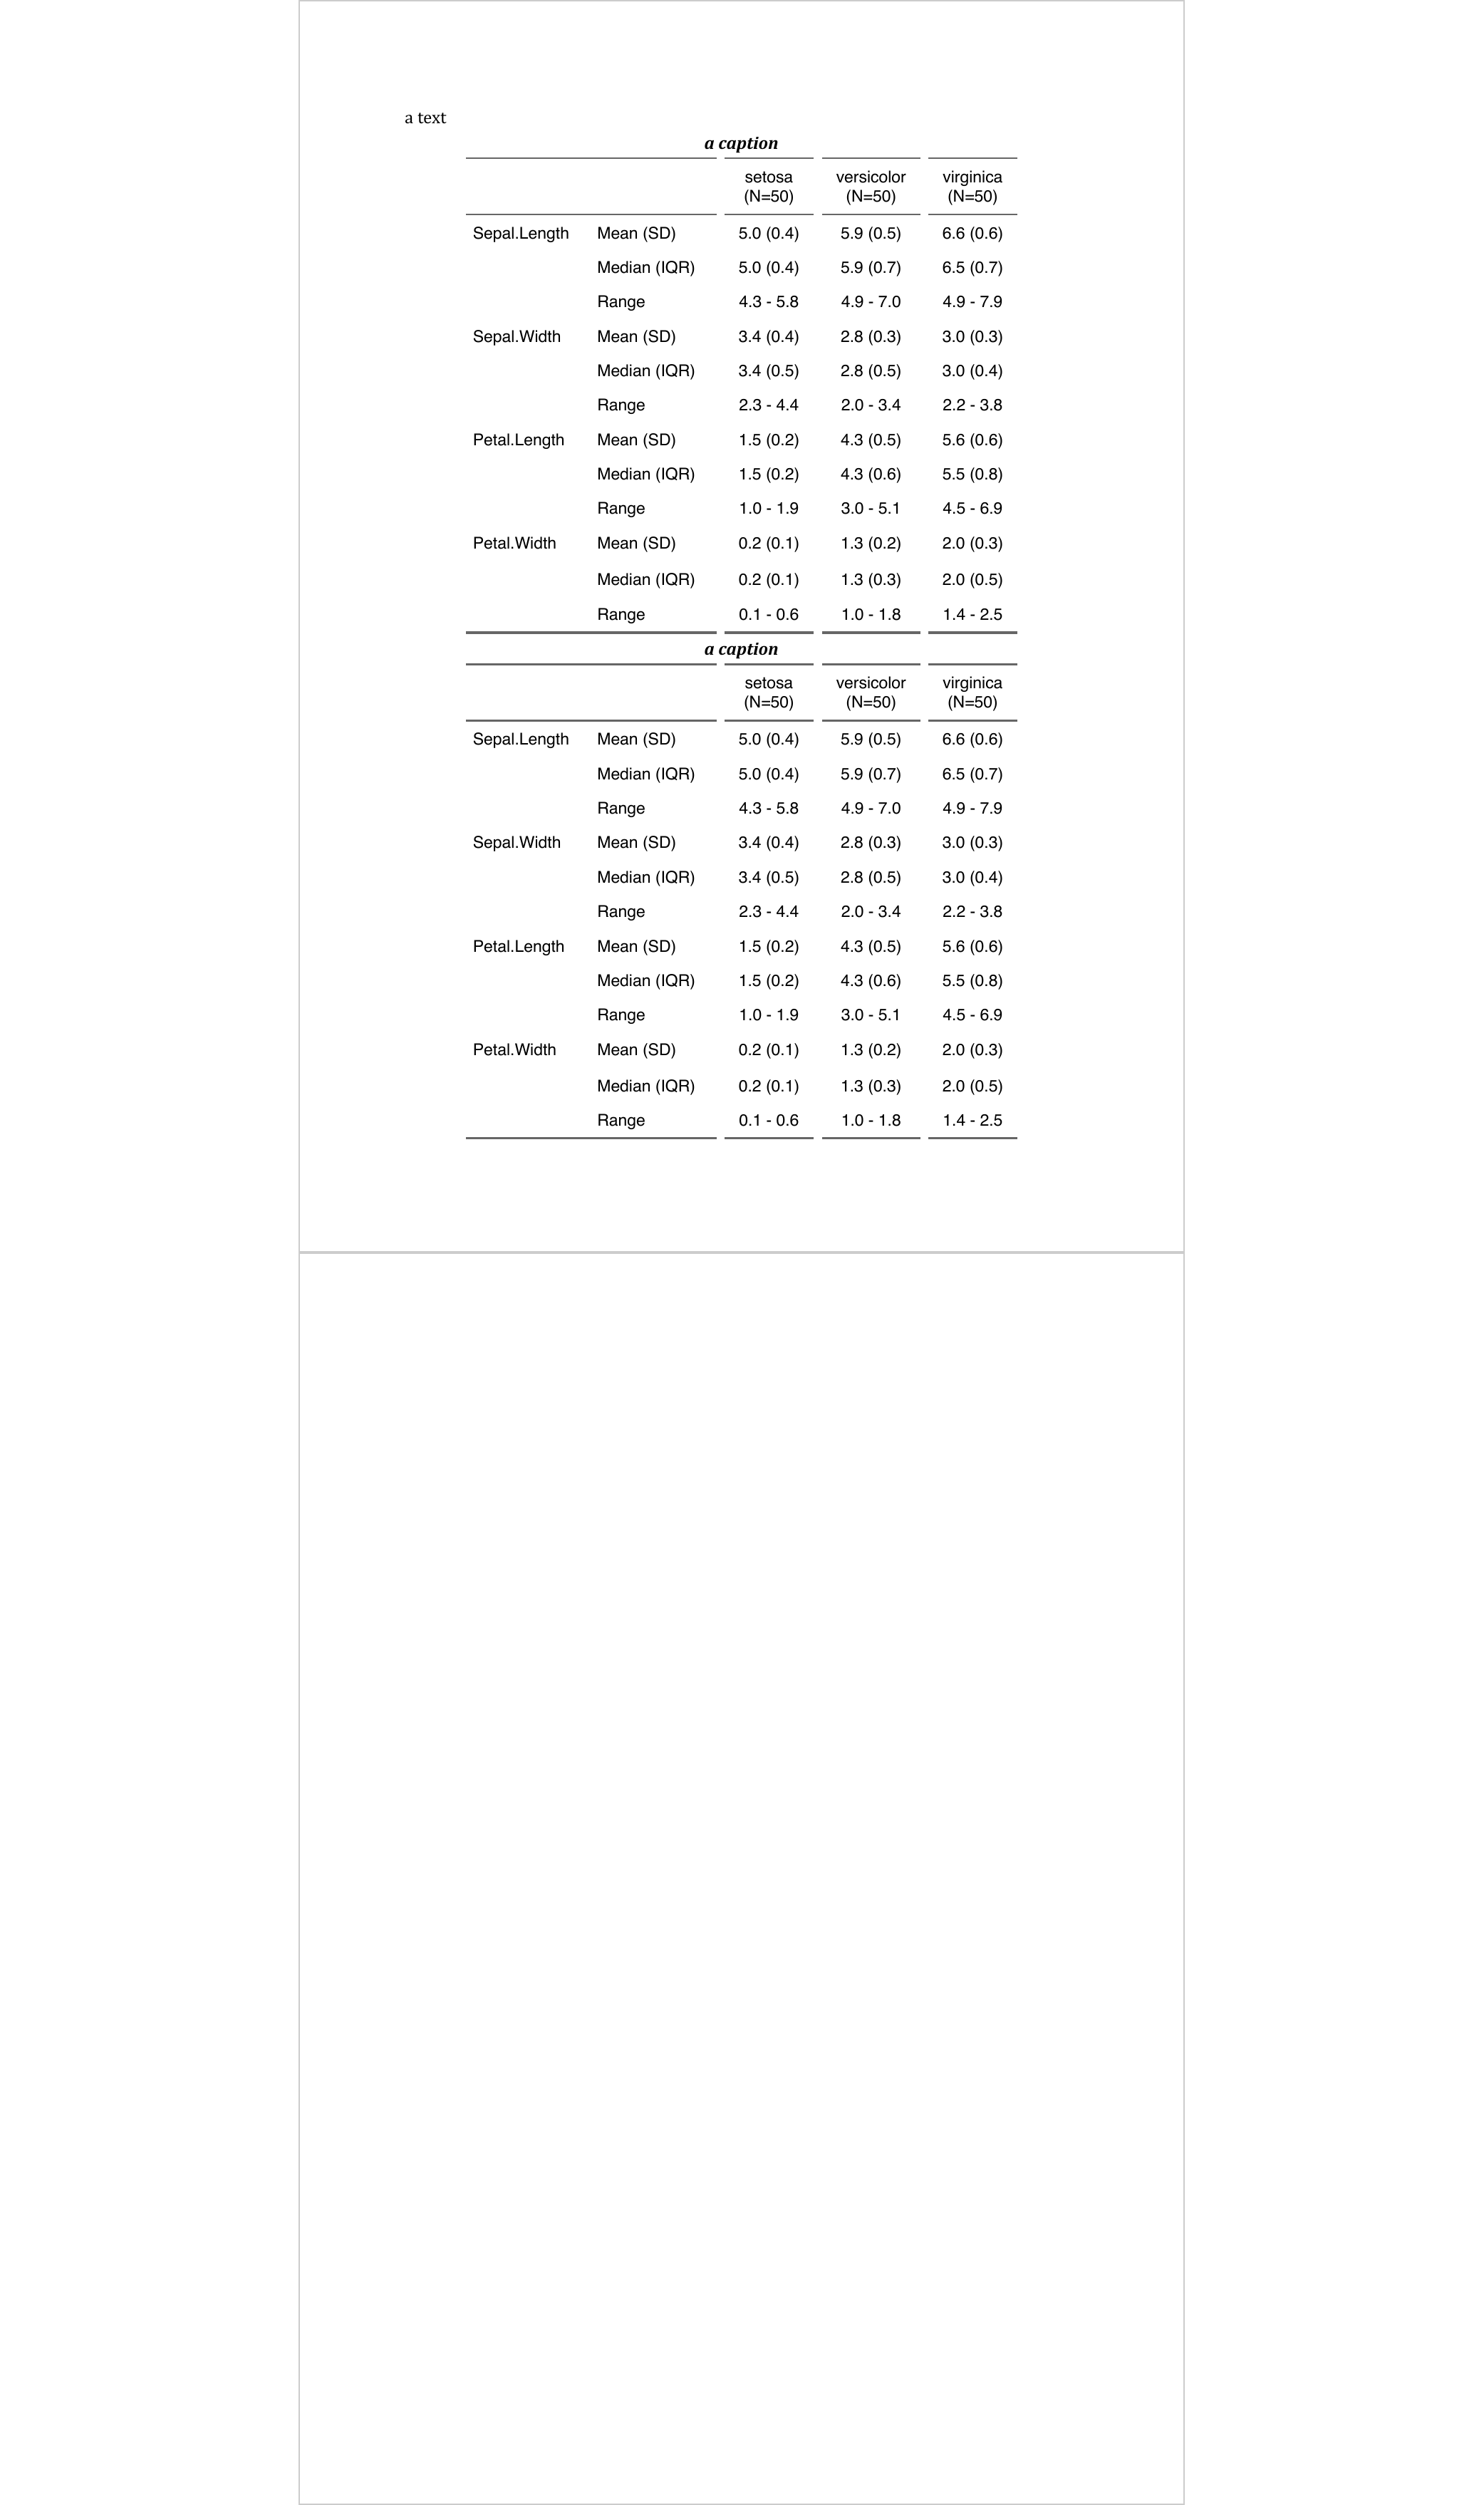 a text
a caption
setosa versicolor virginica
(N=50) (N=50) (N=50)
Sepal.Length Mean (SD) 5.0 (0.4) 5.9 (0.5) 6.6 (0.6)
Median (IQR) 5.0 (0.4) 5.9 (0.7) 6.5 (0.7)
Range 4.3 - 5.8 4.9 - 7.0 4.9 - 7.9
Sepal.Width Mean (SD) 3.4 (0.4) 2.8 (0.3) 3.0 (0.3)
Median (IQR) 3.4 (0.5) 2.8 (0.5) 3.0 (0.4)
Range 2.3 - 4.4 2.0 - 3.4 2.2 - 3.8
Petal.Length Mean (SD) 1.5 (0.2) 4.3 (0.5) 5.6 (0.6)
Median (IQR) 1.5 (0.2) 4.3 (0.6) 5.5 (0.8)
Range 1.0 - 1.9 3.0 - 5.1 4.5 - 6.9
Petal.Width Mean (SD) 0.2 (0.1) 1.3 (0.2) 2.0 (0.3)
Median (IQR) 0.2 (0.1) 1.3 (0.3) 2.0 (0.5)
Range 0.1 - 0.6 1.0 - 1.8 1.4 - 2.5
a caption
setosa versicolor virginica
(N=50) (N=50) (N=50)
Sepal.Length Mean (SD) 5.0 (0.4) 5.9 (0.5) 6.6 (0.6)
Median (IQR) 5.0 (0.4) 5.9 (0.7) 6.5 (0.7)
Range 4.3 - 5.8 4.9 - 7.0 4.9 - 7.9
Sepal.Width Mean (SD) 3.4 (0.4) 2.8 (0.3) 3.0 (0.3)
Median (IQR) 3.4 (0.5) 2.8 (0.5) 3.0 (0.4)
Range 2.3 - 4.4 2.0 - 3.4 2.2 - 3.8
Petal.Length Mean (SD) 1.5 (0.2) 4.3 (0.5) 5.6 (0.6)
Median (IQR) 1.5 (0.2) 4.3 (0.6) 5.5 (0.8)
Range 1.0 - 1.9 3.0 - 5.1 4.5 - 6.9
Petal.Width Mean (SD) 0.2 (0.1) 1.3 (0.2) 2.0 (0.3)
Median (IQR) 0.2 (0.1) 1.3 (0.3) 2.0 (0.5)
Range 0.1 - 0.6 1.0 - 1.8 1.4 - 2.5